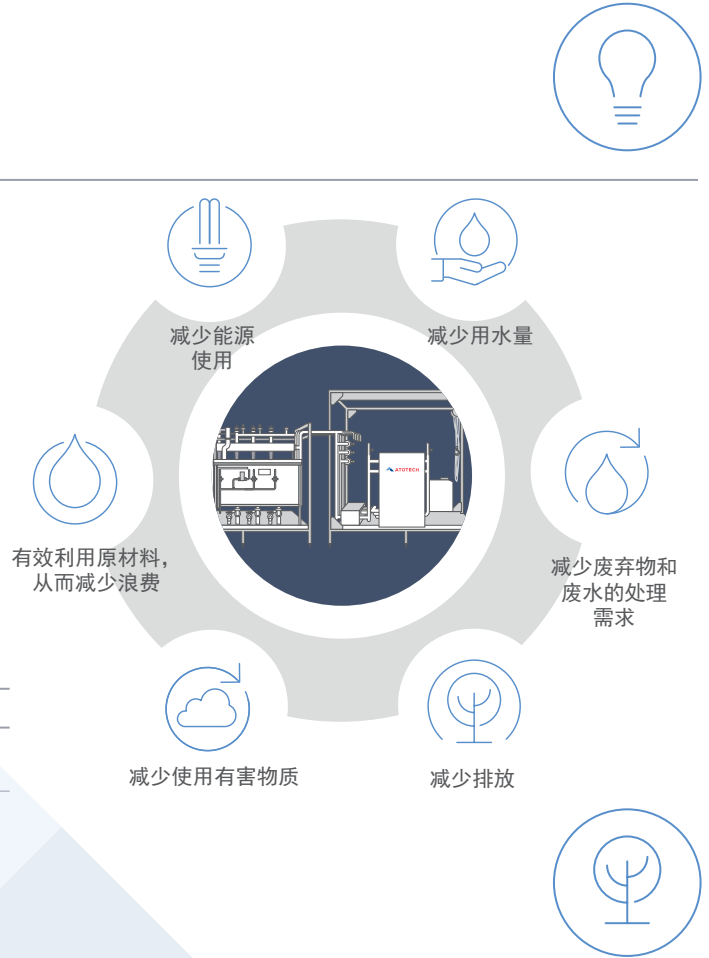 减少能源
使用
减少用水量
ATOTECH
有效利用原材料，
从而减少浪费
减少废弃物和
废水的处理
需求
减少使用有害物质
减少排放